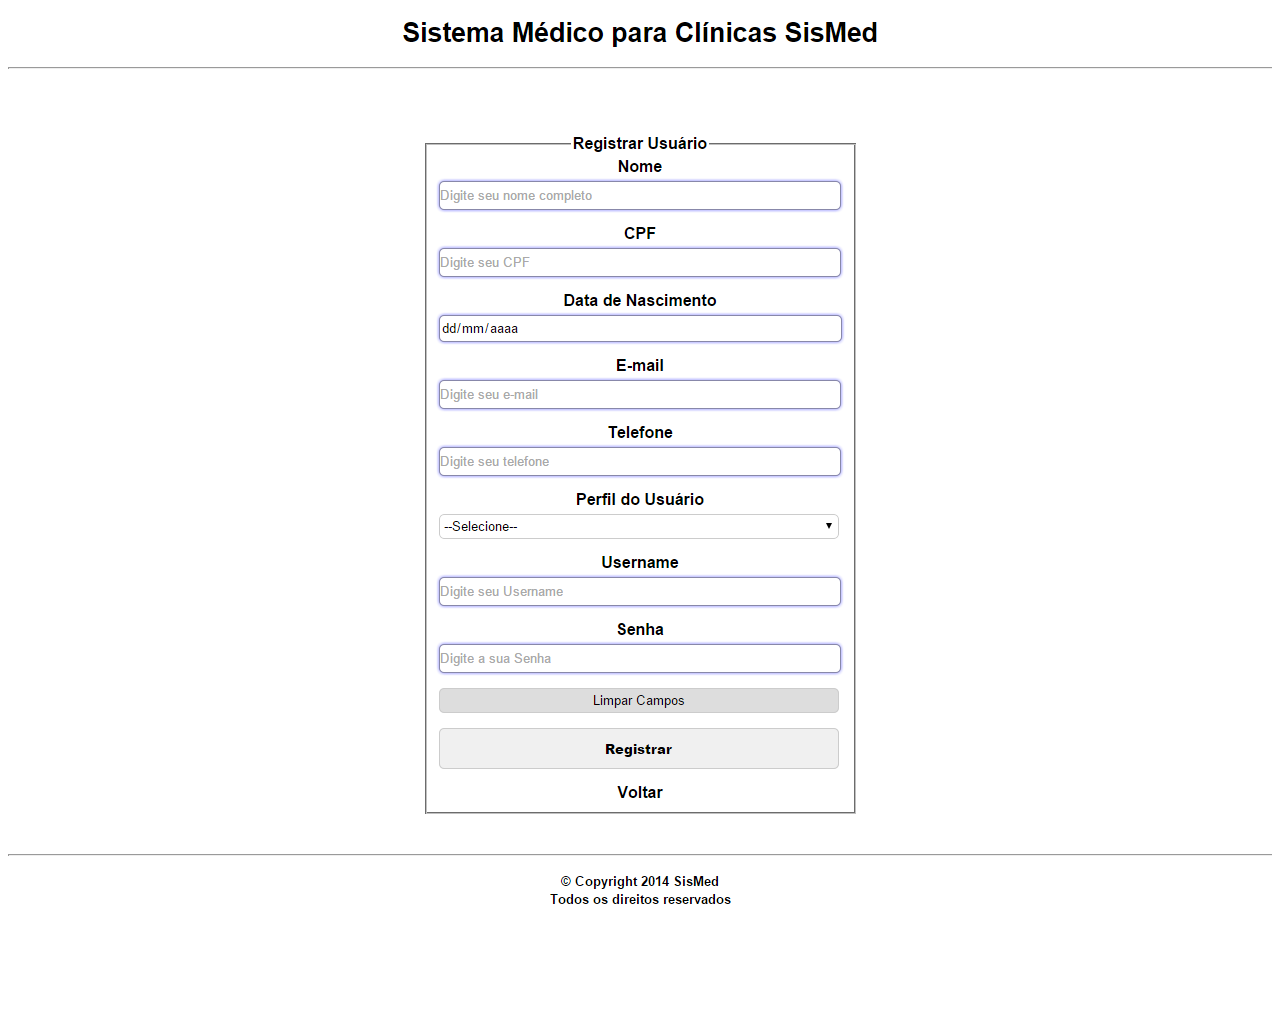 Sistema Médico para Clínicas SisMed
Registrar Usuário
Nome
Digite seu nome completo
CPF
Digite seu CPF
Data de Nascimento
dd/mm/aaaa
E-mail
Digite seu e-mail
Telefone
Digite seu telefone
Perfil do Usuário
--Selecione--
Username
Digite seu Username
Senha
Digite a sua Senha
Limpar Campos
Registrar
Voltar
© Copyright 2014 SisMed
Todos os direitos reservados